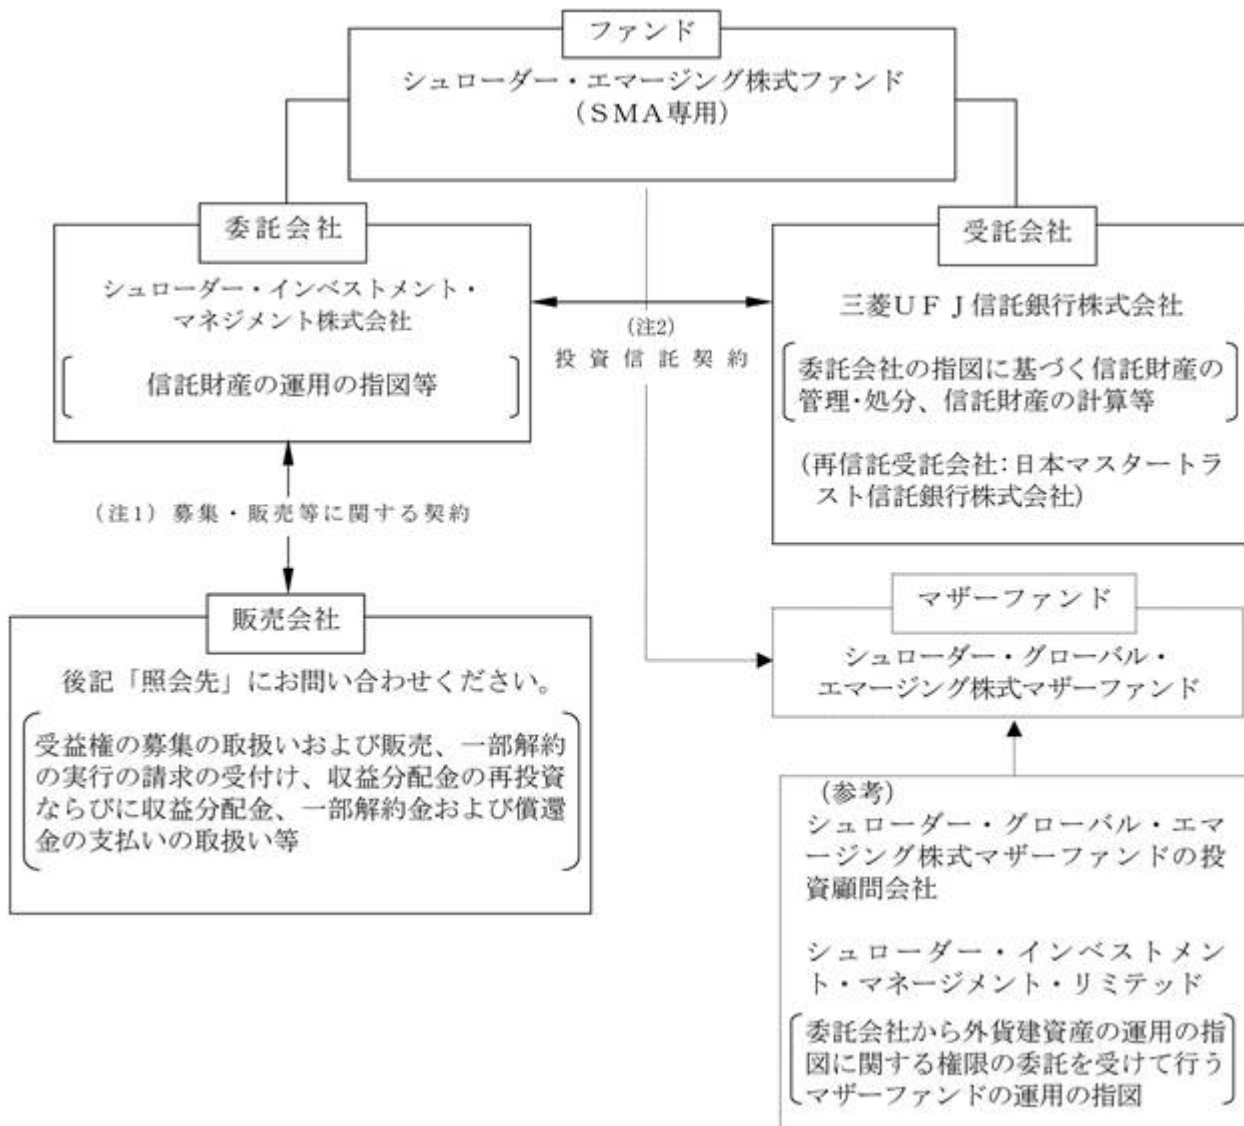 ファンド
シュローダー・エマージング株式ファンド
（ＳＭＡ専用）
委託会社
シュローダー・インベストメント・
マネジメント株式会社
信託財産の運用の指図等
受託会社
三菱ＵＦＪ信託銀行株式会社
委託会社の指図に基づく信託財産の
管理･処分、信託財産の計算等
（再信託受託会社：日本マスタートラ
スト信託銀行株式会社）
（注2）
投資信託契約
（注1）募集・販売等に関する契約
販売会社
後記「照会先」にお問い合わせください。
受益権の募集の取扱いおよび販売、一部解約
の実行の請求の受付け、収益分配金の再投資
ならびに収益分配金、一部解約金および償還
金の支払いの取扱い等
マザーファンド
シュローダー・グローバル・
エマージング株式マザーファンド
（参考）
シュローダー・グローバル・エマ
ージング株式マザーファンドの投
資顧問会社
シュローダー・インベストメン
ト・マネージメント・リミテッド
委託会社から外貨建資産の運用の指
図に関する権限の委託を受けて行う
マザーファンドの運用の指図